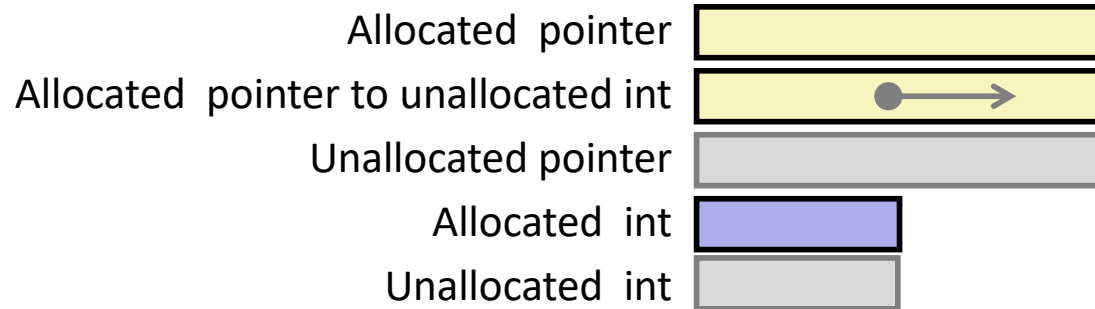 Allocated pointer
Allocated pointer to unallocated int
Unallocated pointer
Allocated int
Unallocated int